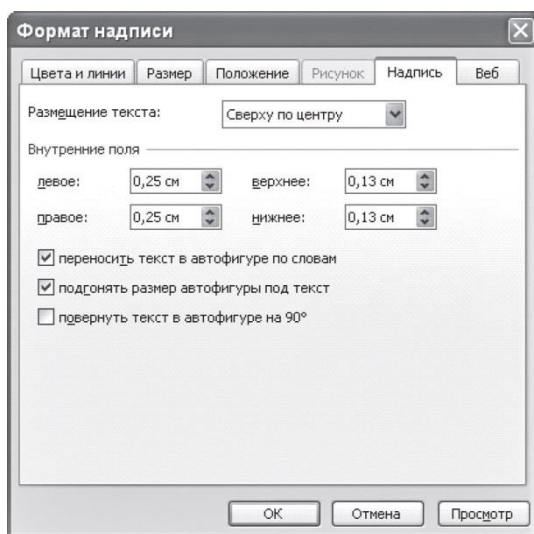 Формат надписи
Цвета и линии Размер Положение Рисунок Надпись Веб
Размещение текста: Сверху по центру
Внутренние поля
левое: 0,25 см верхнее: 0,13 см
правое: 0,25 см нижнее: 0,13 см
переносить текст в автофигуре по словам
подгонять размер автофигуры под текст
повернуть текст в автофигуре на 90°
ОК Отмена Просмотр